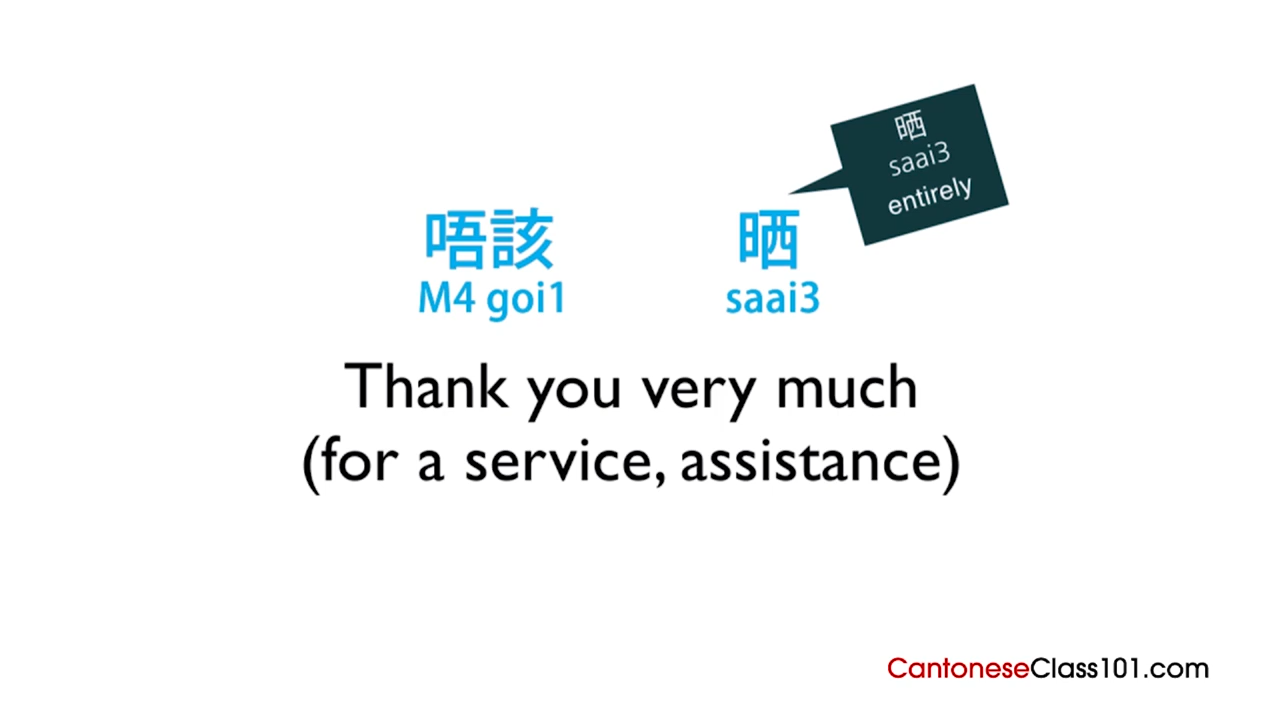 晒
saai3
entirely
唔該 晒
M4 goi1 saai3
Thank you very much
(for a service, assistance)
CantoneseClass101.com